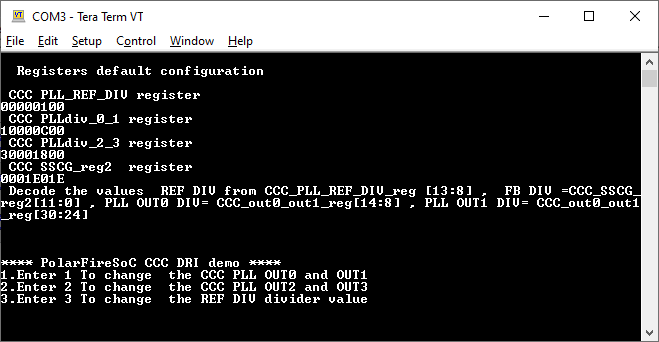 COM3 - Tera Term VT
File Edit Setup Control Window Help
Registers default configuration
CCC PLL_REF_DIV register
00000100
CCC PLLdiv_0_1 register
10000C00
CCC PLLdiv_2_3 register
30001800
CCC SSCG_reg2  register
0001E01E
Decode the values  REF DIV from CCC_PLL_REF_DIV_reg [13:8] ,  FB DIV =CCC_SSCG_
reg2[11:0] , PLL OUT0 DIV= CCC_out0_out1_reg[14:8] , PLL OUT1 DIV= CCC_out0_out1
_reg[30:24]
**** PolarFireSoC CCC DRI demo ****
1.Enter 1 To change  the CCC PLL OUT0 and OUT1
2.Enter 2 To change  the CCC PLL OUT2 and OUT3
3.Enter 3 To change  the REF DIV divider value